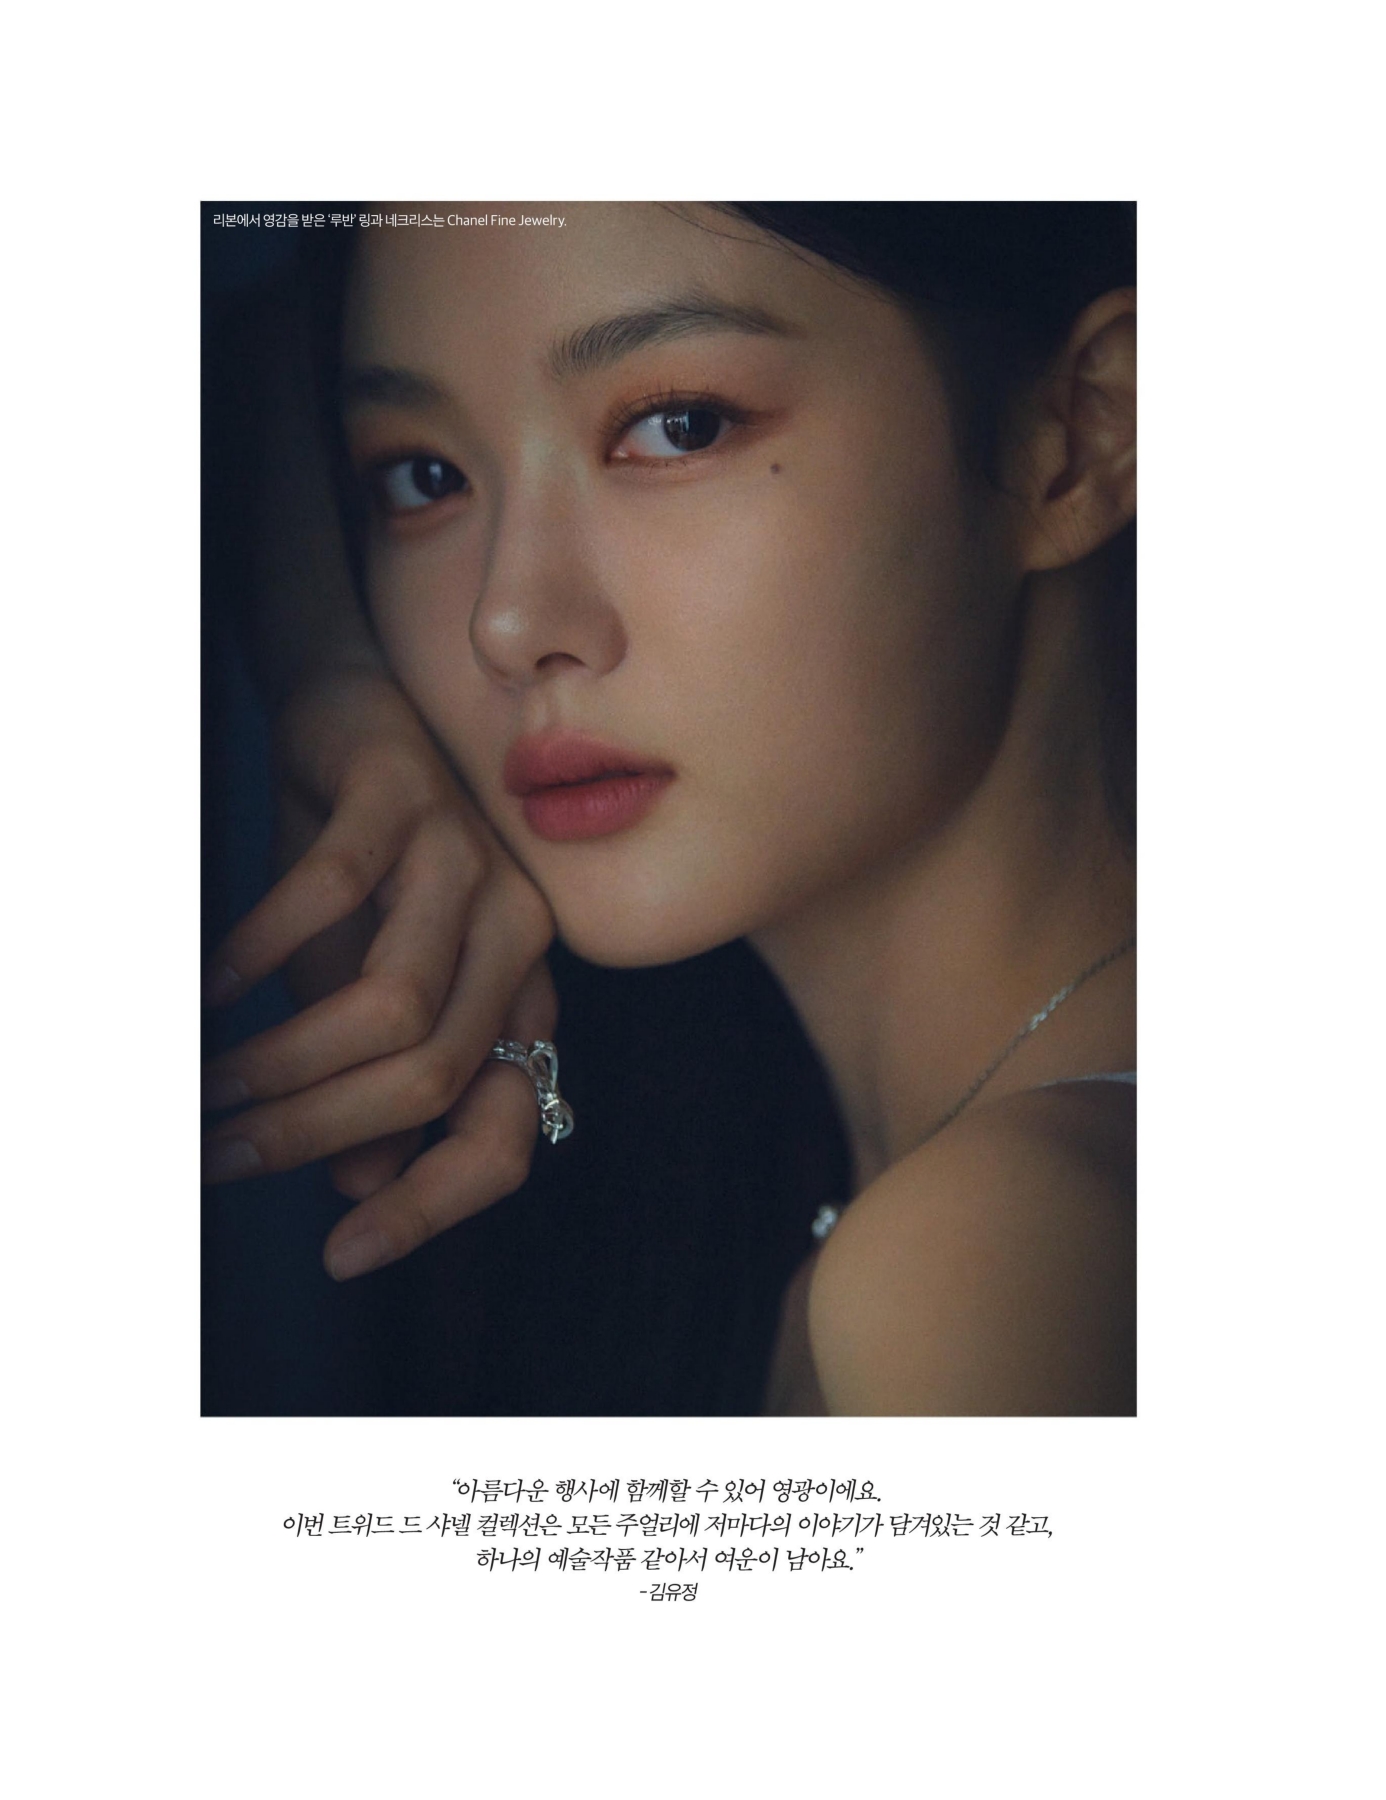 리본에서 영감을 받은 ‘루반’ 링과 네크리스는 Chanel Fine Jewelry.
“아름다운 행사에 함께할 수 있어 영광이에요.
이번 트위드 드 샤넬 컬렉션은 모든 주얼리에 저마다의 이야기가 담겨있는 것 같고,
하나의 예술작품 같아서 여운이 남아요.”
- 김유정